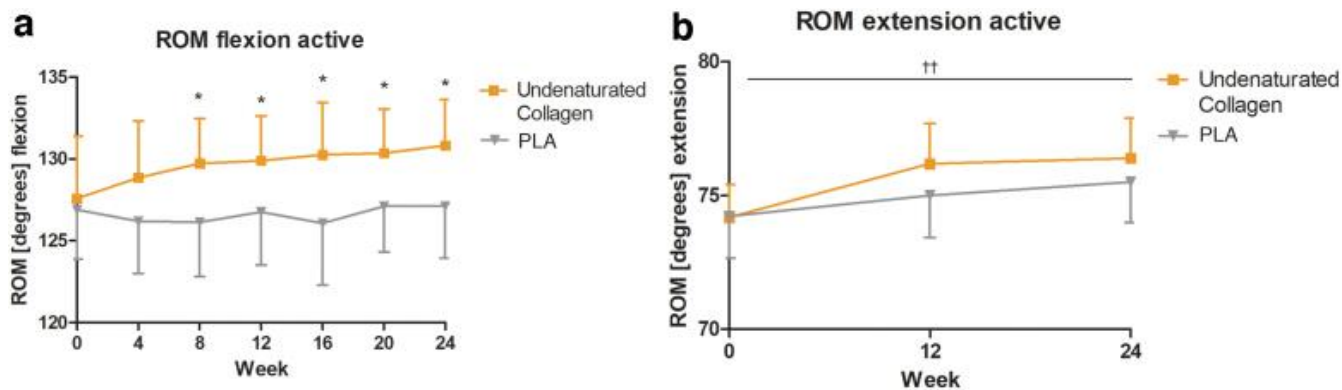 a
ROM flexion active
ROM [degrees] flexion
135
130
125
120
* * * * *
0 4 8 12 16 20 24
Week
Undenaturated
Collagen
PLA
b
ROM extension active
ROM [degrees] extension
80
75
70
††
0 12 24
Week
Undenaturated
Collagen
PLA